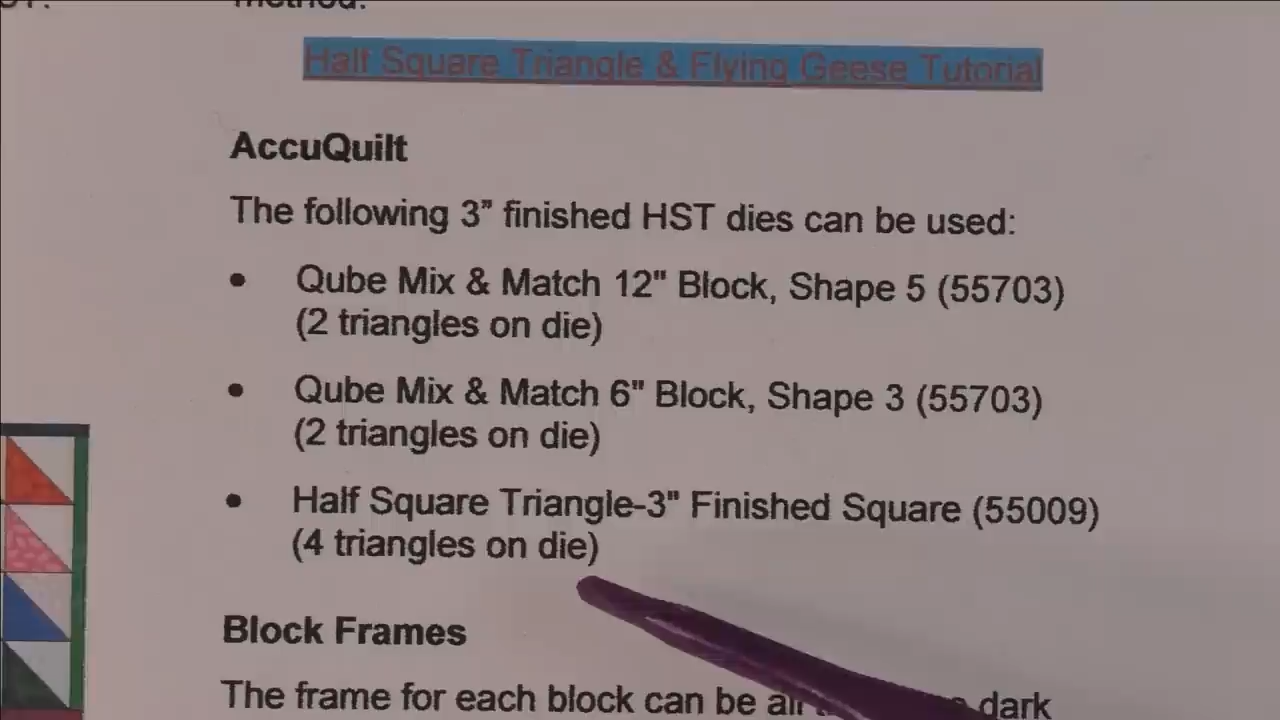 method.
Half Square Triangle & Flying Geese Tutorial
AccuQuilt
The following 3” finished HST dies can be used:
• Qube Mix & Match 12" Block, Shape 5 (55703)
(2 triangles on die)
• Qube Mix & Match 6" Block, Shape 3 (55703)
(2 triangles on die)
• Half Square Triangle-3" Finished Square (55009)
(4 triangles on die)
Block Frames
The frame for each block can be all dark